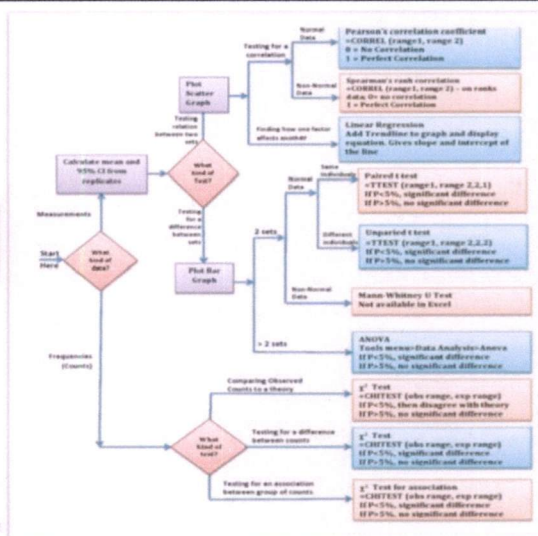 Normal
Data
Pearson's correlation coefficient
=CORREL (range1, range 2)
0 = No Correlation
1 = Perfect Correlation
Testing for a
correlation
Plot
Scatter
Graph
Non-Normal
Data
Spearman's rank correlation
=CORREL (range1, range 2) - on ranks
data, 0= no correlation
1 = Perfect Correlation
Finding how one factor
affects another
Linear Regression
Add Trendline to graph and display
equation. Gives slope and intercept of
the line
Testing
relation
between two
sets
Calculate mean and
95% CI from
replicates
What
kind of
Test?
Measurements
Start
Here
What
kind of
data?
Testing
for a
difference
between
sets
Plot Bar
Graph
2 sets
Normal
Data
Same
individuals
Paired t test
=TTEST (range1, range 2,2,1)
If P<5%, significant difference
If P>5%, no significant difference
Different
individuals
Unparied t test
=TTEST (range1, range 2,2,2)
If P<5%, significant difference
If P>5%, no significant difference
Non-Normal
Data
Mann-Whitney U Test
Not available in Excel
> 2 sets
ANOVA
Tools menu>Data Analysis>Anova
If P<5%, significant difference
If P>5%, no significant difference
Frequencies
(Counts)
What
kind of
test?
Comparing Observed
Counts to a theory
χ² Test
=CHITEST (obs range, exp range)
If P<5%, then disagree with theory
If P>5%, no significant difference
Testing for a difference
between counts
χ² Test
=CHITEST (obs range, exp range)
If P<5%, significant difference
If P>5%, no significant difference
Testing for an association
between group of counts
χ² Test for association
=CHITEST (obs range, exp range)
If P<5%, significant difference
If P>5%, no significant difference